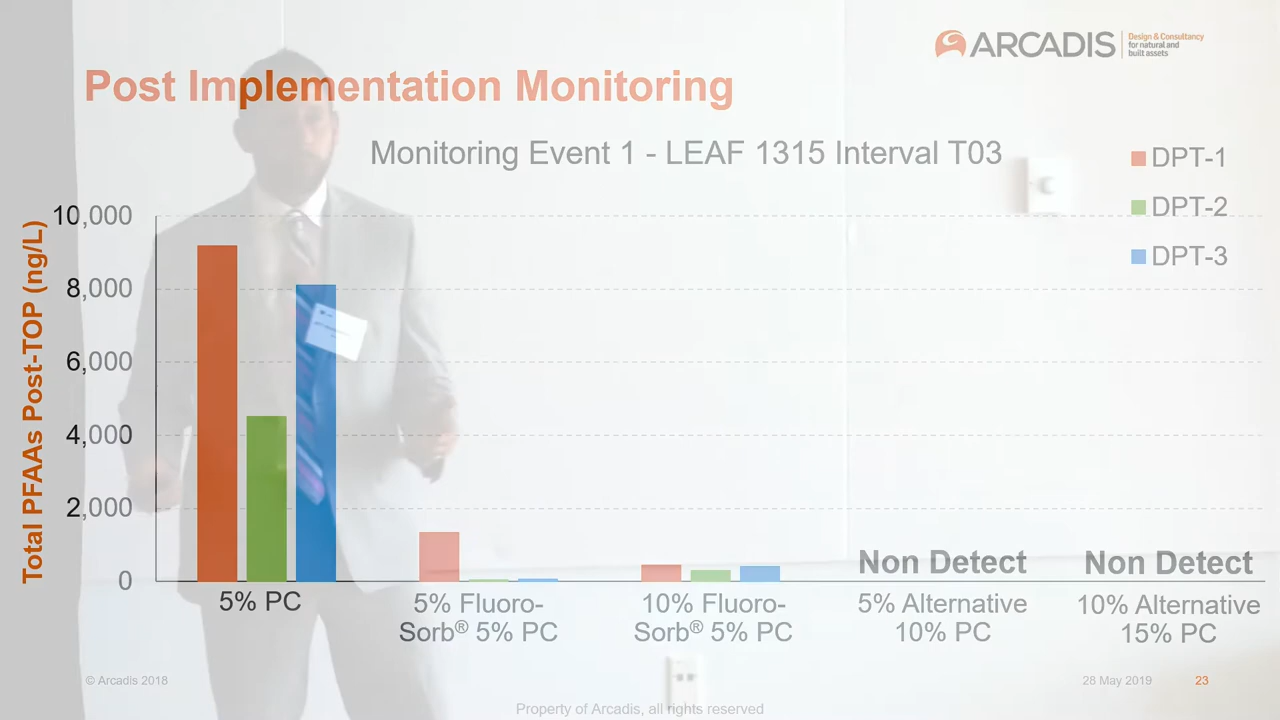 ARCADIS
Design & Consultancy
for natural and
built assets
Post Implementation Monitoring
Monitoring Event 1 - LEAF 1315 Interval T03
DPT-1
DPT-2
DPT-3
Total PFAAs Post-TOP (ng/L)
10,000
8,000
6,000
4,000
2,000
0
Non Detect
Non Detect
5% PC
5% Fluoro-
Sorb® 5% PC
10% Fluoro-
Sorb® 5% PC
5% Alternative
10% PC
10% Alternative
15% PC
© Arcadis 2018
28 May 2019
23
Property of Arcadis, all rights reserved